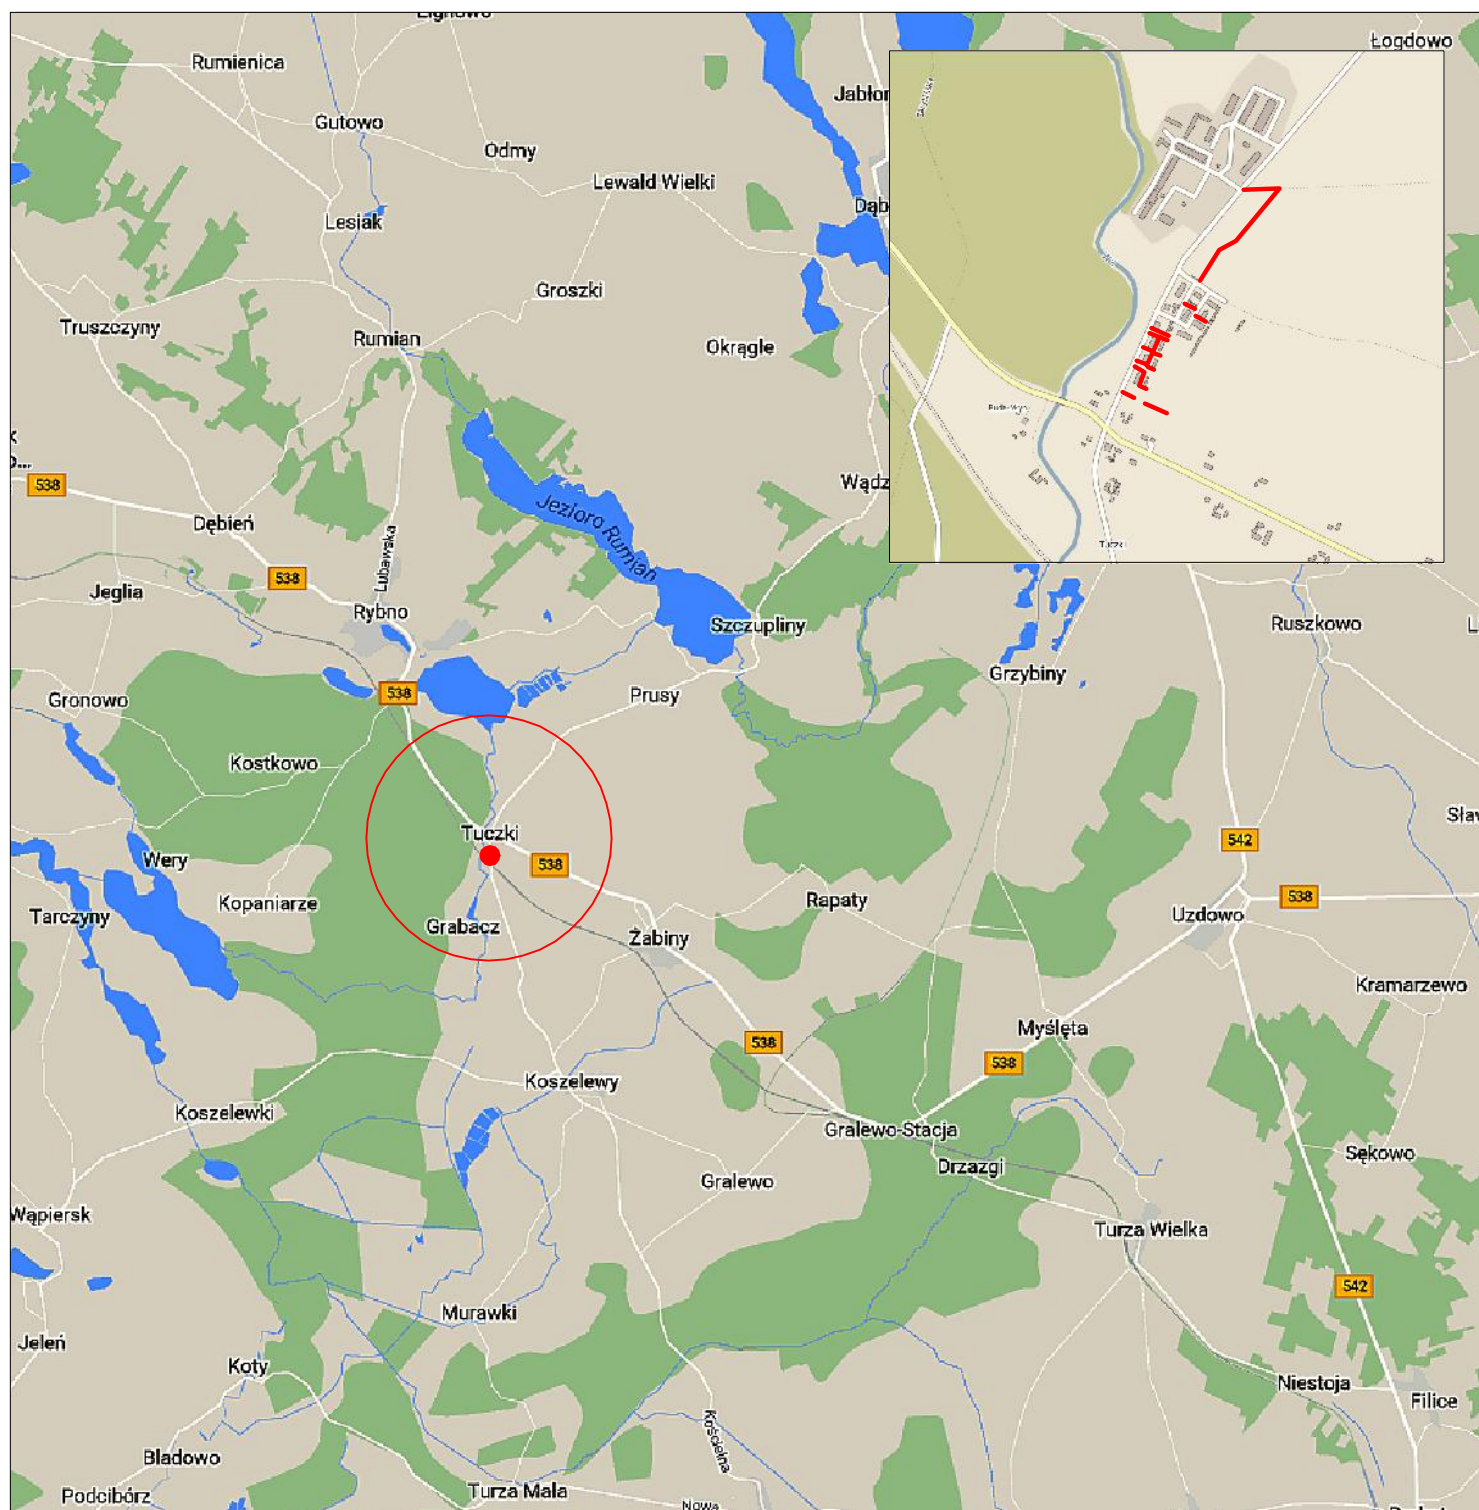 Łogdowo
Rumienica
Jabłon
Gutowo
Odmy
Lewałd Wielki
Dąb
Lesiak
Groszki
Truszczyny
Rumian
Okrągłe
538
Wądz
Jezioro Rumian
Dębień
Lubawska
Tuczki
538
Jeglia
Rybno
Szczupliny
Ruszkowo
Grzybiny
Gronowo
538
Prusy
Kostkowo
Tuczki
538
542
Wery
Kopaniarze
Rapaty
538
Tarczyny
Uzdowo
Grabacz
Żabiny
Kramarzewo
Myślęta
538
538
Koszelewy
Koszelewki
Gralewo-Stacja
Sękowo
Drzazgi
Gralewo
Wąpiersk
Turza Wielka
542
Murawki
Jeleń
Koty
Niestoja
Filice
Kościelna
Bladowo
Turza Mała
Podcibórz
Nowa